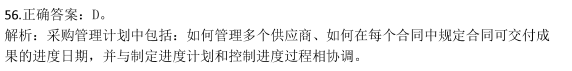 56.正确答案：D。
解析：采购管理计划中包括：如何管理多个供应商、如何在每个合同中规定合同可交付成
果的进度日期，并与制定进度计划和控制进度过程相协调。